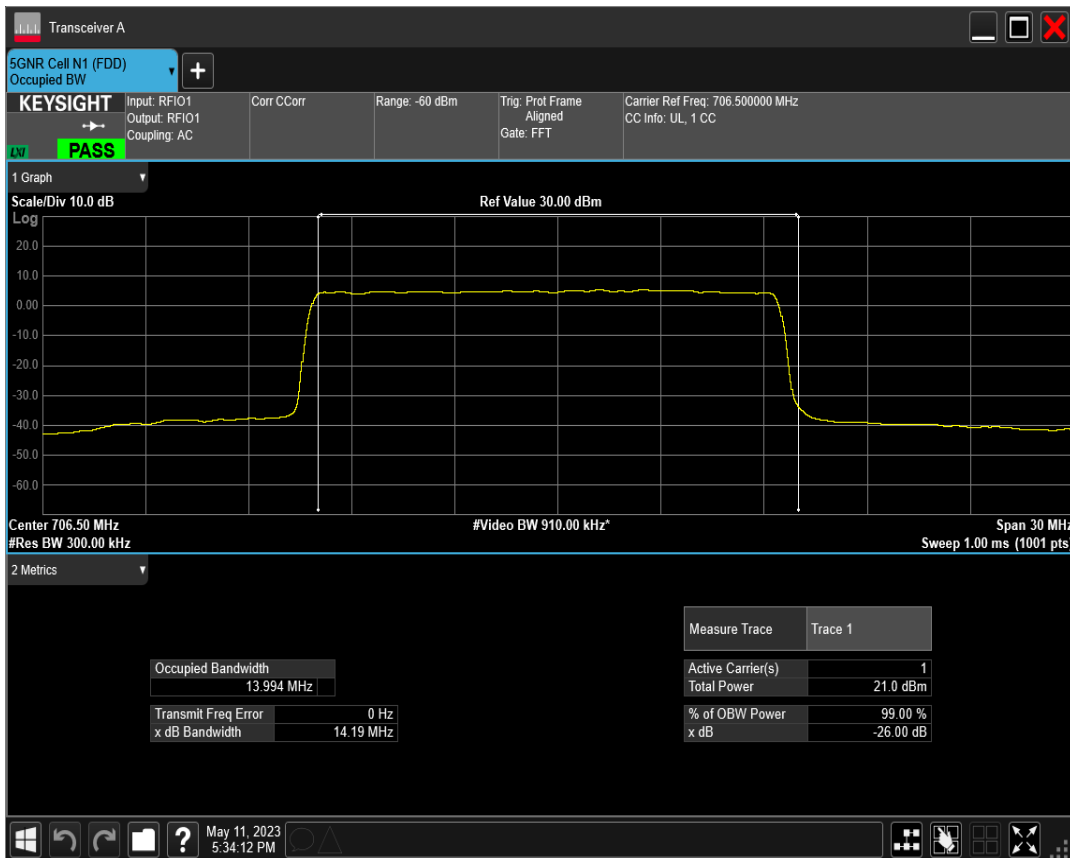 Transceiver A
5GNR Cell N1 (FDD)
Occupied BW
+
KEYSIGHT
LXI
PASS
Input: RFIO1
Output: RFIO1
Coupling: AC
Corr CCorr
Range: -60 dBm
Trig: Prot Frame
Aligned
Gate: FFT
Carrier Ref Freq: 706.500000 MHz
CC Info: UL, 1 CC
1 Graph
Scale/Div 10.0 dB
Ref Value 30.00 dBm
Log
20.0
10.0
0.00
-10.0
-20.0
-30.0
-40.0
-50.0
-60.0
Center 706.50 MHz
#Video BW 910.00 kHz*
Span 30 MHz
#Res BW 300.00 kHz
Sweep 1.00 ms (1001 pts)
2 Metrics
Measure Trace Trace 1
Occupied Bandwidth
13.994 MHz
Active Carrier(s) 1
Total Power 21.0 dBm
Transmit Freq Error 0 Hz
x dB Bandwidth 14.19 MHz
% of OBW Power 99.00 %
x dB -26.00 dB
?
May 11, 2023
5:34:12 PM